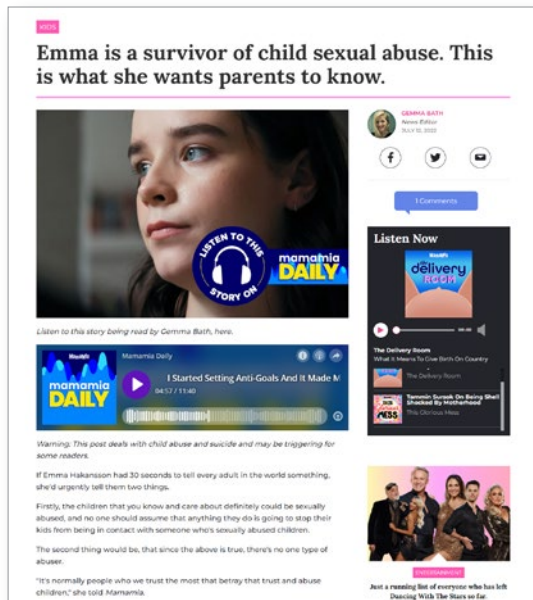 KIDS
Emma is a survivor of child sexual abuse. This
is what she wants parents to know.
GEMMA BATH
News Editor
JULY 12, 2022
1 Comments
LISTEN TO THIS
STORY ON
mamamia
DAILY
Listen Now
delivery
ROOM
The Delivery Room
What It Means To Give Birth On Country
The Delivery Room
Tammin Sursok On Being Shell
Shocked By Motherhood
This Glorious Mess
Listen to this story being read by Gemma Bath, here.
mamamia
DAILY
Mamamia Daily
I Started Setting Anti-Goals And It Made M
04:57 / 11:40
Warning: This post deals with child abuse and suicide and may be triggering for
some readers.
If Emma Hakansson had 30 seconds to tell every adult in the world something,
she'd urgently tell them two things.
Firstly, the children that you know and care about definitely could be sexually
abused, and no one should assume that anything they do is going to stop their
kids from being in contact with someone who's sexually abused children.
The second thing would be, that since the above is true, there's no one type of
abuser.
"It's normally people who we trust the most that betray that trust and abuse
children," she told Mamamia.
ENTERTAINMENT
Just a running list of everyone who has left
Dancing With The Stars so far.